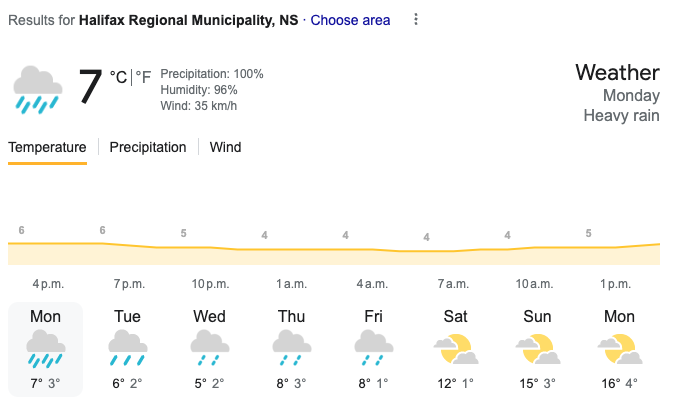 Results for Halifax Regional Municipality, NS · Choose area
7 °C | °F
Precipitation: 100%
Humidity: 96%
Wind: 35 km/h
Weather
Monday
Heavy rain
Temperature | Precipitation | Wind
6 6 5 4 4 4 4 5
4 p.m. 7 p.m. 10 p.m. 1 a.m. 4 a.m. 7 a.m. 10 a.m. 1 p.m.
Mon Tue Wed Thu Fri Sat Sun Mon
7° 3° 6° 2° 5° 2° 8° 3° 8° 1° 12° 1° 15° 3° 16° 4°